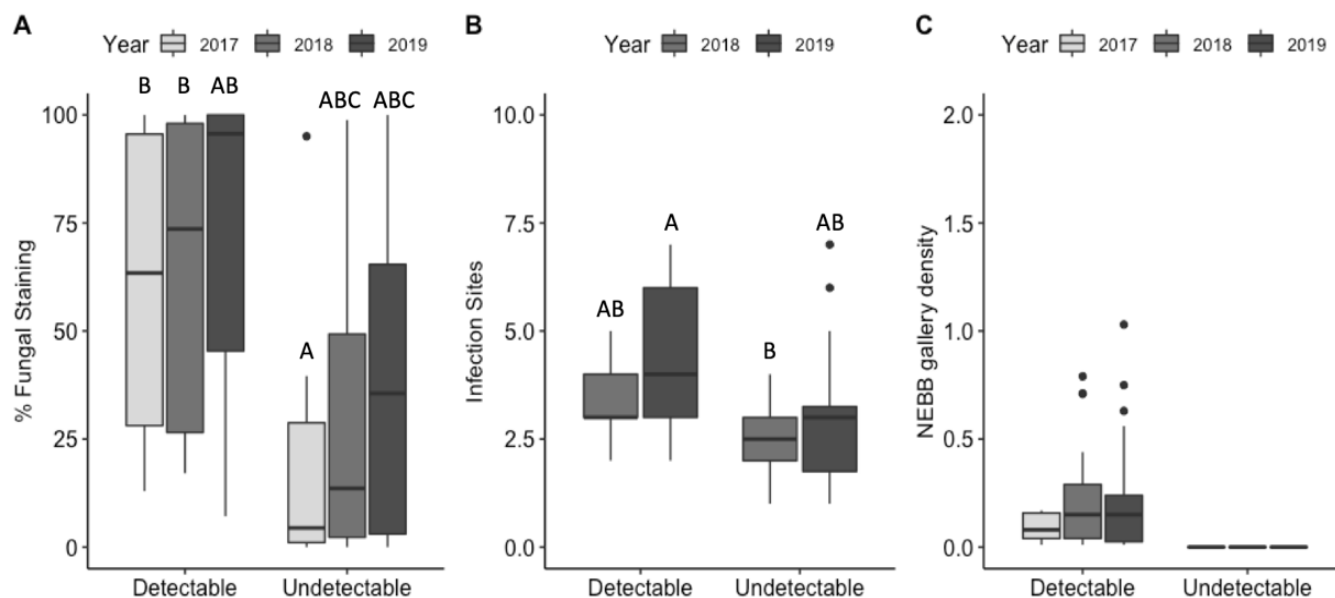 A
Year 2017 2018 2019
B B AB
ABC ABC
A
100
75
50
25
0
% Fungal Staining
Detectable Undetectable
B
Year 2018 2019
A AB
AB
B
10.0
7.5
5.0
2.5
0.0
Infection Sites
Detectable Undetectable
C
Year 2017 2018 2019
2.0
1.5
1.0
0.5
0.0
NEBB gallery density
Detectable Undetectable